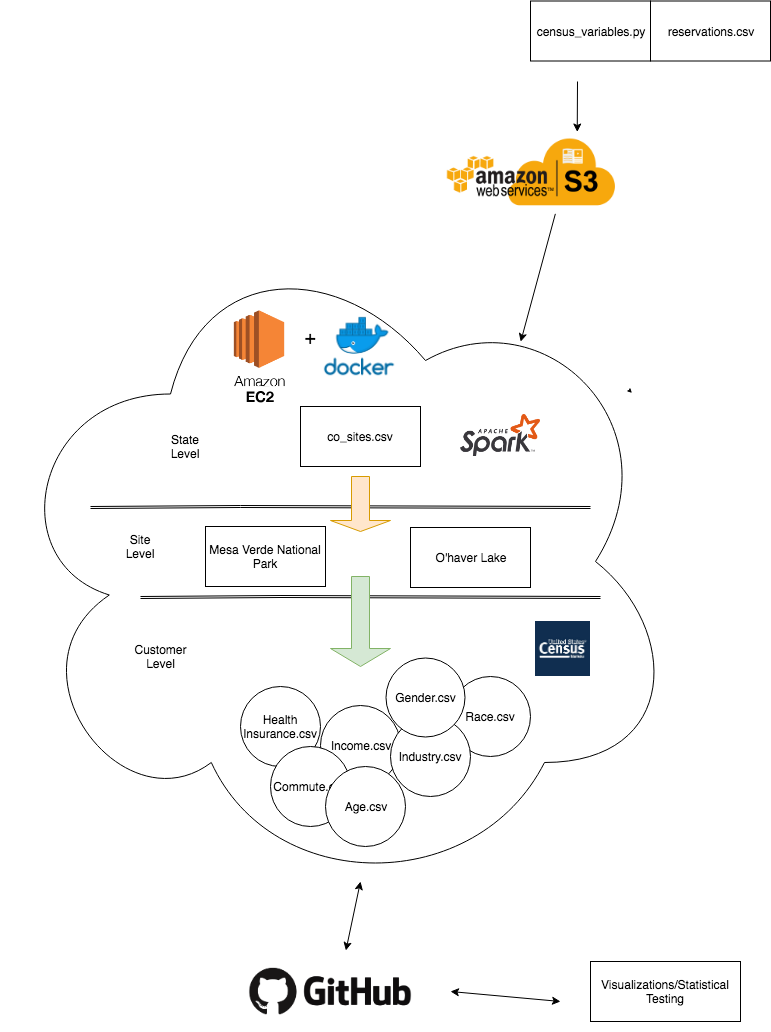 census_variables.py
reservations.csv
amazon
web services™
S3
+
Amazon
EC2
docker
State
Level
co_sites.csv
APACHE
Spark
Site
Level
Mesa Verde National
Park
O'haver Lake
Customer
Level
United States
Census
Gender.csv
Race.csv
Health
Insurance.csv
Income.csv
Industry.csv
Commute.
Age.csv
GitHub
Visualizations/Statistical
Testing